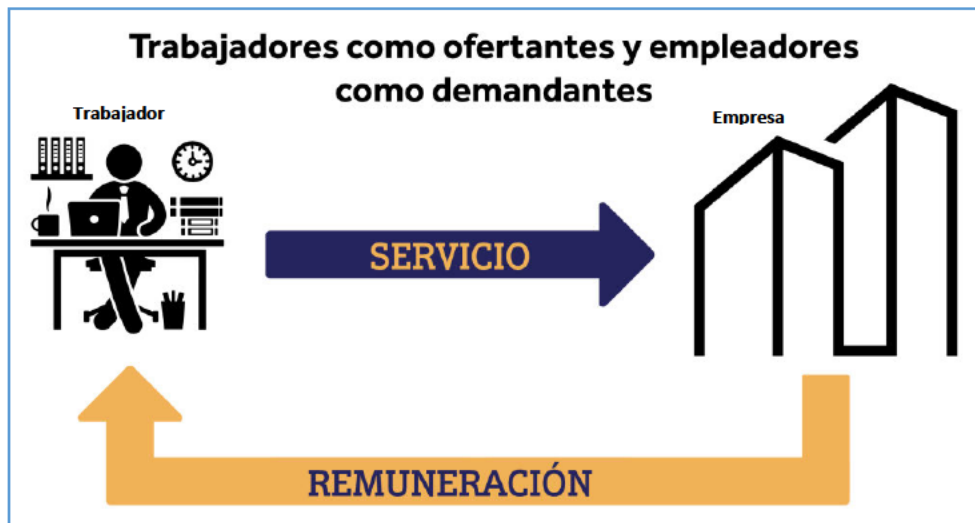 Trabajadores como ofertantes y empleadores
como demandantes
Trabajador
Empresa
SERVICIO
REMUNERACIÓN